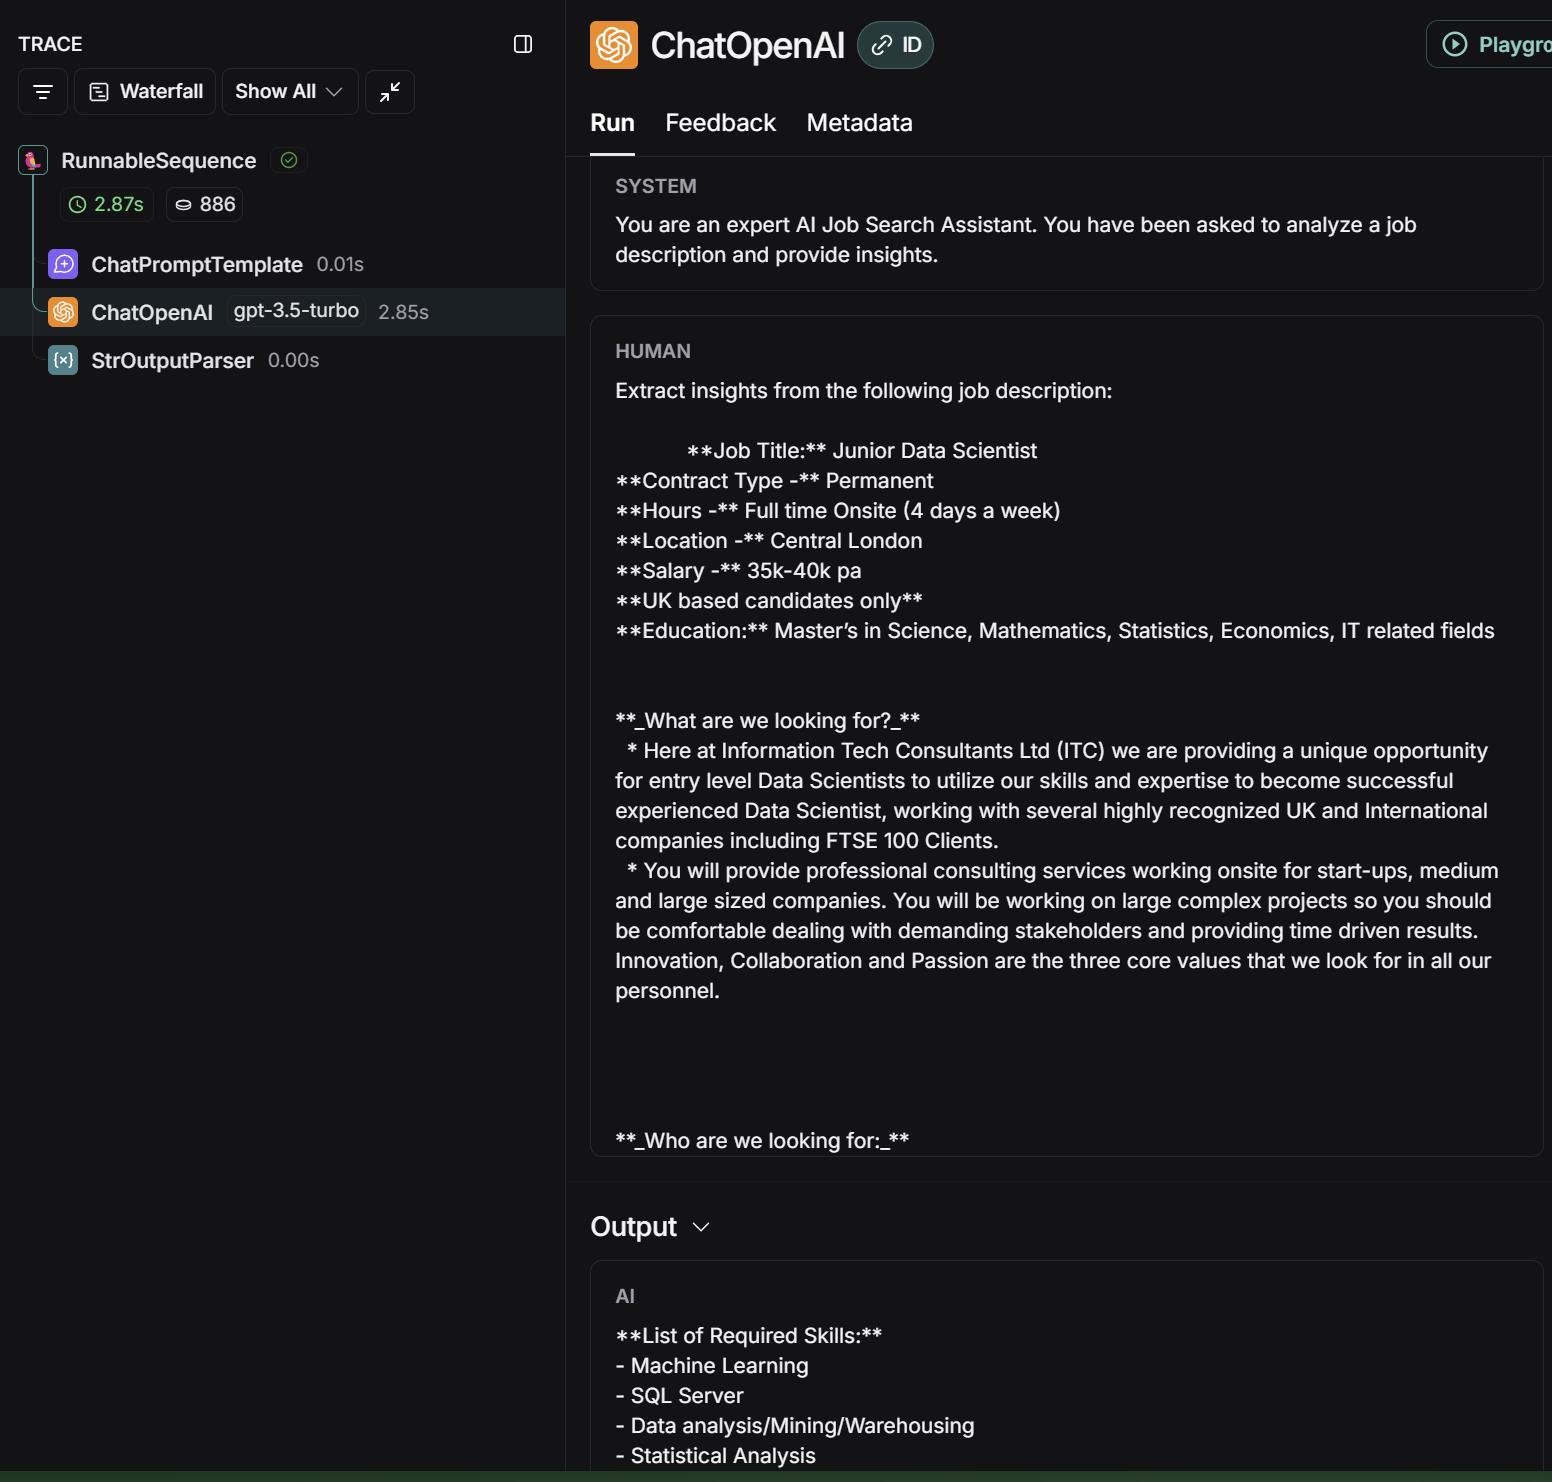 TRACE
Waterfall
Show All
RunnableSequence
2.87s
886
ChatPromptTemplate 0.01s
ChatOpenAI gpt-3.5-turbo 2.85s
StrOutputParser 0.00s
ChatOpenAI ID
Playgro
Run Feedback Metadata
SYSTEM
You are an expert AI Job Search Assistant. You have been asked to analyze a job
description and provide insights.
HUMAN
Extract insights from the following job description:
**Job Title:** Junior Data Scientist
**Contract Type -** Permanent
**Hours -** Full time Onsite (4 days a week)
**Location -** Central London
**Salary -** 35k-40k pa
**UK based candidates only**
**Education:** Master’s in Science, Mathematics, Statistics, Economics, IT related fields
**_What are we looking for?_**
* Here at Information Tech Consultants Ltd (ITC) we are providing a unique opportunity
for entry level Data Scientists to utilize our skills and expertise to become successful
experienced Data Scientist, working with several highly recognized UK and International
companies including FTSE 100 Clients.
* You will provide professional consulting services working onsite for start-ups, medium
and large sized companies. You will be working on large complex projects so you should
be comfortable dealing with demanding stakeholders and providing time driven results.
Innovation, Collaboration and Passion are the three core values that we look for in all our
personnel.
**_Who are we looking for:_**
Output
AI
**List of Required Skills:**
- Machine Learning
- SQL Server
- Data analysis/Mining/Warehousing
- Statistical Analysis